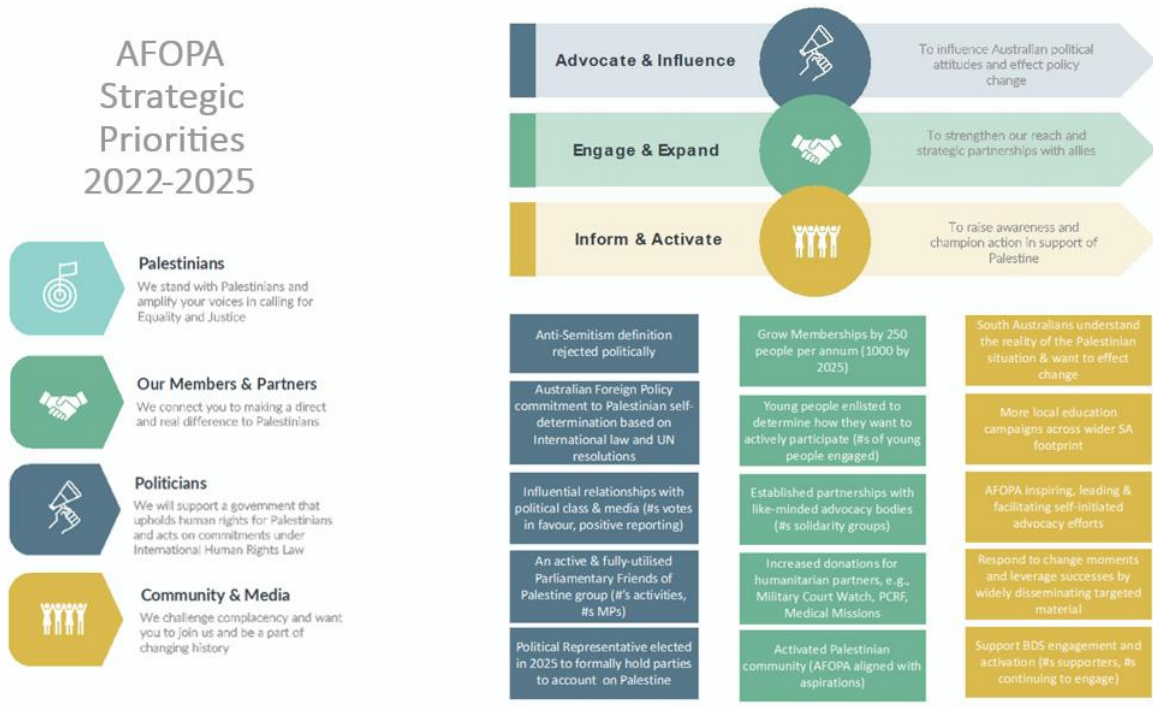 AFOPA
Strategic
Priorities
2022-2025
Palestinians
We stand with Palestinians and
amplify your voices in calling for
Equality and Justice
Our Members & Partners
We connect you to making a direct
and real difference to Palestinians
Politicians
We will support a government that
upholds human rights for Palestinians
and acts on commitments under
International Human Rights Law
Community & Media
We challenge complacency and want
you to join us and be a part of
changing history
Advocate & Influence
To influence Australian political
attitudes and effect policy
change
Engage & Expand
To strengthen our reach and
strategic partnerships with allies
Inform & Activate
To raise awareness and
champion action in support of
Palestine
Anti-Semitism definition
rejected politically
Australian Foreign Policy
commitment to Palestinian self-
determination based on
International law and UN
resolutions
Influential relationships with
political class & media (#s votes
in favour, positive reporting)
An active & fully-utilised
Parliamentary Friends of
Palestine group (#'s activities,
#s MPs)
Political Representative elected
in 2025 to formally hold parties
to account on Palestine
Grow Memberships by 250
people per annum (1000 by
2025)
Young people enlisted to
determine how they want to
actively participate (#s of young
people engaged)
Established partnerships with
like-minded advocacy bodies
(#s solidarity groups)
Increased donations for
humanitarian partners, e.g.,
Military Court Watch, PCRF,
Medical Missions
Activated Palestinian
community (AFOPA aligned with
aspirations)
South Australians understand
the reality of the Palestinian
situation & want to effect
change
More local education
campaigns across wider SA
footprint
AFOPA inspiring, leading &
facilitating self-initiated
advocacy efforts
Respond to change moments
and leverage successes by
widely disseminating targeted
material
Support BDS engagement and
activation (#s supporters, #s
continuing to engage)